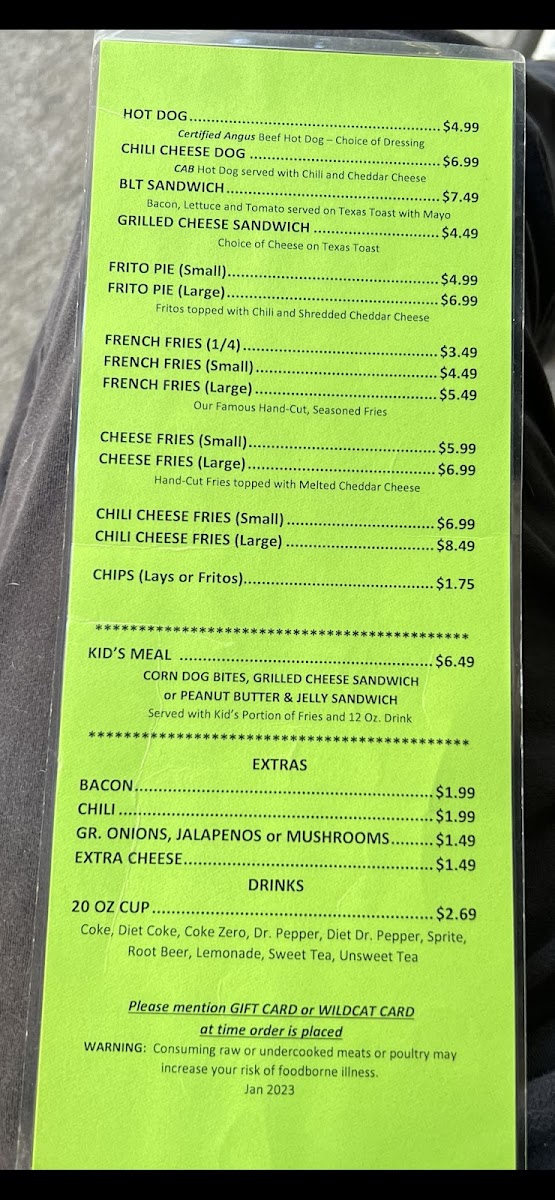 HOT DOG.................................................. $4.99
Certified Angus Beef Hot Dog – Choice of Dressing
CHILI CHEESE DOG ...................................... $6.99
CAB Hot Dog served with Chili and Cheddar Cheese
BLT SANDWICH........................................... $7.49
Bacon, Lettuce and Tomato served on Texas Toast with Mayo
GRILLED CHEESE SANDWICH ......................... $4.49
Choice of Cheese on Texas Toast
FRITO PIE (Small).......................................... $4.99
FRITO PIE (Large).......................................... $6.99
Fritos topped with Chili and Shredded Cheddar Cheese
FRENCH FRIES (1/4)....................................... $3.49
FRENCH FRIES (Small).................................... $4.49
FRENCH FRIES (Large).................................... $5.49
Our Famous Hand-Cut, Seasoned Fries
CHEESE FRIES (Small)..................................... $5.99
CHEESE FRIES (Large)..................................... $6.99
Hand-Cut Fries topped with Melted Cheddar Cheese
CHILI CHEESE FRIES (Small) ............................. $6.99
CHILI CHEESE FRIES (Large) ............................. $8.49
CHIPS (Lays or Fritos)...................................... $1.75
************************************************
KID'S MEAL .................................................. $6.49
CORN DOG BITES, GRILLED CHEESE SANDWICH
or PEANUT BUTTER & JELLY SANDWICH
Served with Kid's Portion of Fries and 12 Oz. Drink
************************************************
EXTRAS
BACON.......................................................... $1.99
CHILI ............................................................. $1.99
GR. ONIONS, JALAPENOS or MUSHROOMS........ $1.49
EXTRA CHEESE................................................ $1.49
DRINKS
20 OZ CUP...................................................... $2.69
Coke, Diet Coke, Coke Zero, Dr. Pepper, Diet Dr. Pepper, Sprite,
Root Beer, Lemonade, Sweet Tea, Unsweet Tea
Please mention GIFT CARD or WILDCAT CARD
at time order is placed
WARNING: Consuming raw or undercooked meats or poultry may
increase your risk of foodborne illness.
Jan 2023